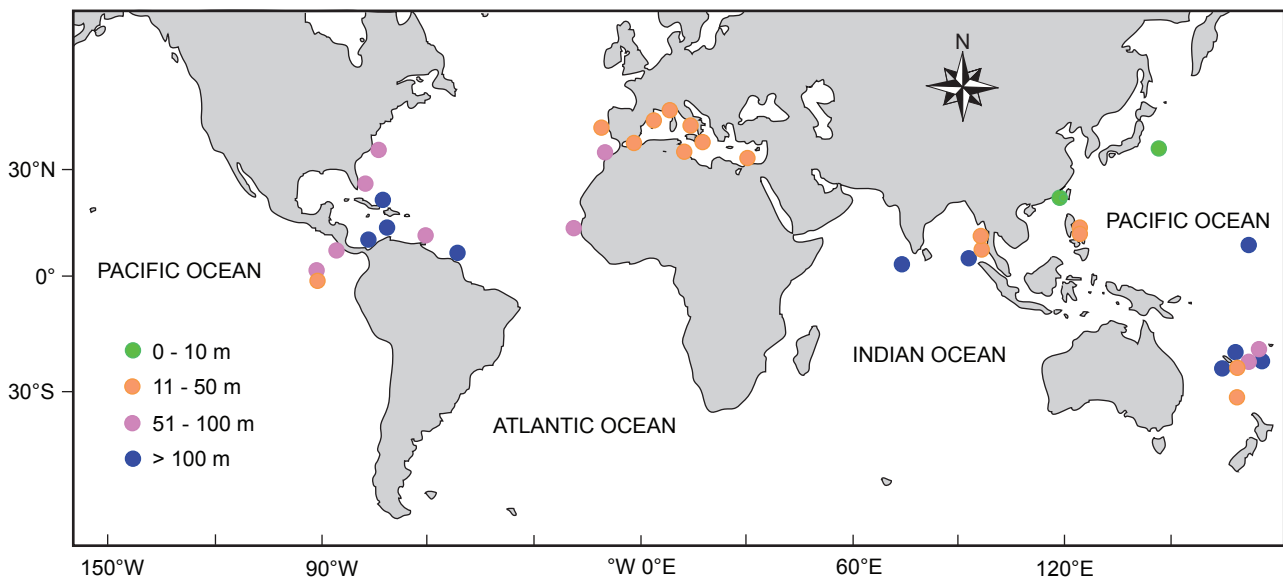 N
30°N
PACIFIC OCEAN
PACIFIC OCEAN
0°
0 - 10 m
INDIAN OCEAN
11 - 50 m
30°S
51 - 100 m
ATLANTIC OCEAN
> 100 m
150°W 90°W °W 0°E 60°E 120°E